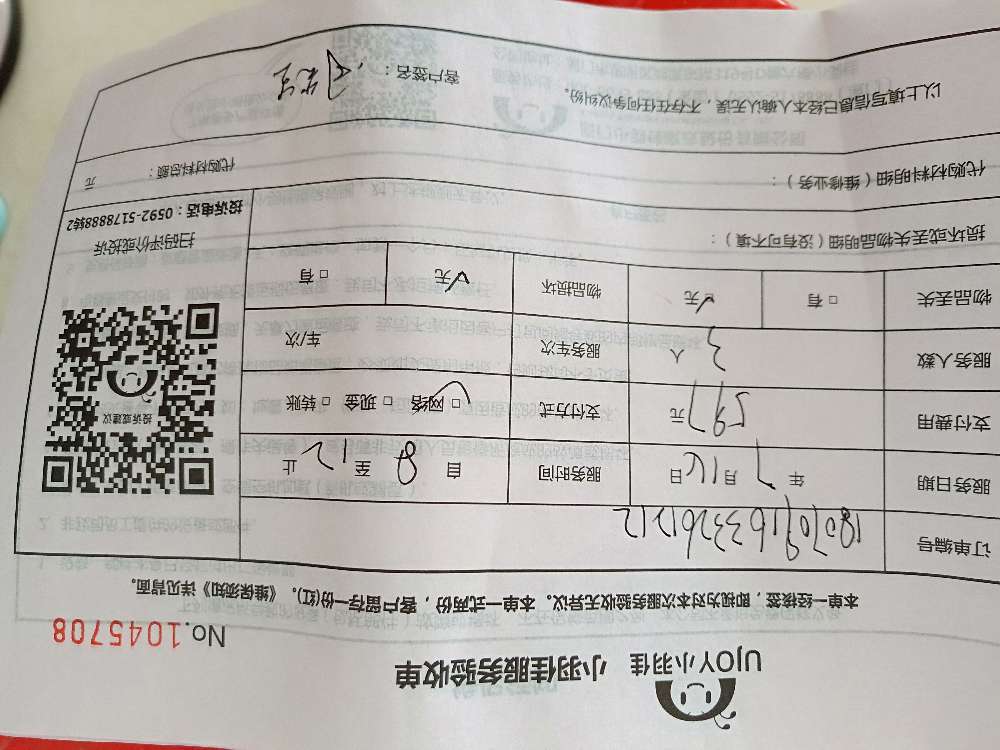 UJOY小羽佳 小羽佳服务验收单
No.1045708
本单一经接签，即视为对本次服务验收无异议。本单一式两份，客户留存一份(红)。《维保须知》详见背面。
订单编号
服务日期 年 7月16日 服务时间 自 8 至 12 止
支付费用 597元 支付方式 □网络 □现金 □转账
服务人数 3人 服务车次 车/次
物品丢失 □有 □无 物品损坏 □有 □无
投诉或建议
扫码评价或投诉
投诉电话：0592-5178888转2
损坏或丢失物品明细（没有可不填）：
代购材料明细（维修业务）： 代购材料总额： 元
以上填写信息已经本人确认无误，不存在任何争议纠纷。 客户签名：